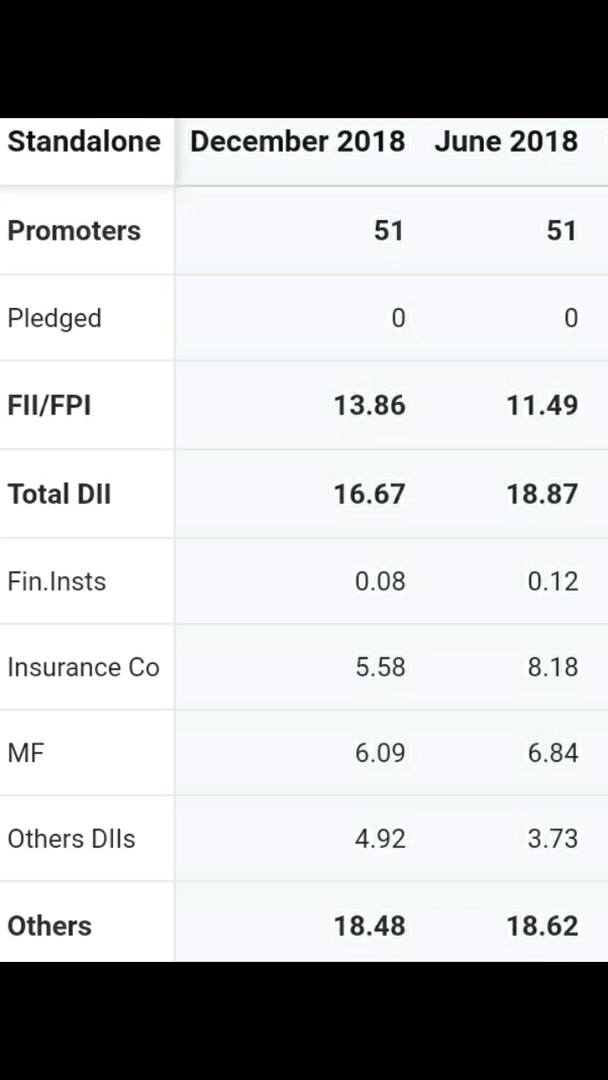 Standalone December 2018 June 2018
Promoters 51 51
Pledged 0 0
FII/FPI 13.86 11.49
Total DII 16.67 18.87
Fin.Insts 0.08 0.12
Insurance Co 5.58 8.18
MF 6.09 6.84
Others DIIs 4.92 3.73
Others 18.48 18.62